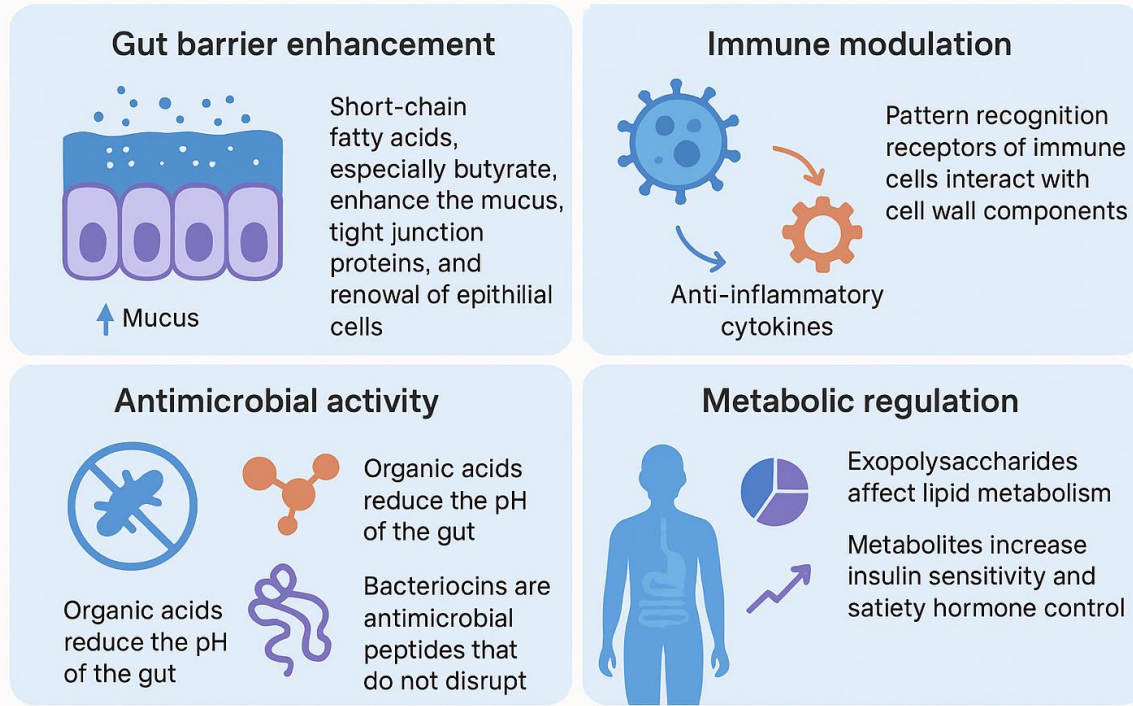 Gut barrier enhancement
Short-chain
fatty acids,
especially butyrate,
enhance the mucus,
tight junction
proteins, and
renowal of epithilial
cells
Mucus
Immune modulation
Pattern recognition
receptors of immune
cells interact with
cell wall components
Anti-inflammatory
cytokines
Antimicrobial activity
Organic acids
reduce the pH
of the gut
Organic acids
reduce the pH
of the gut
Bacteriocins are
antimicrobial
peptides that
do not disrupt
Metabolic regulation
Exopolysaccharides
affect lipid metabolism
Metabolites increase
insulin sensitivity and
satiety hormone control